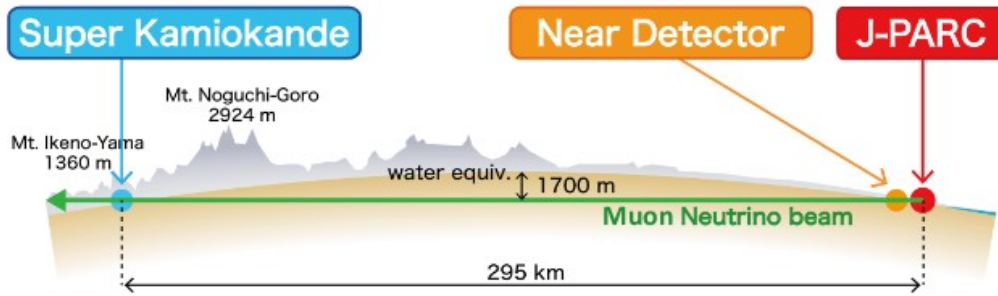 Super Kamiokande
Near Detector
J-PARC
Mt. Noguchi-Goro
2924 m
Mt. Ikeno-Yama
1360 m
water equiv.
1700 m
Muon Neutrino beam
295 km